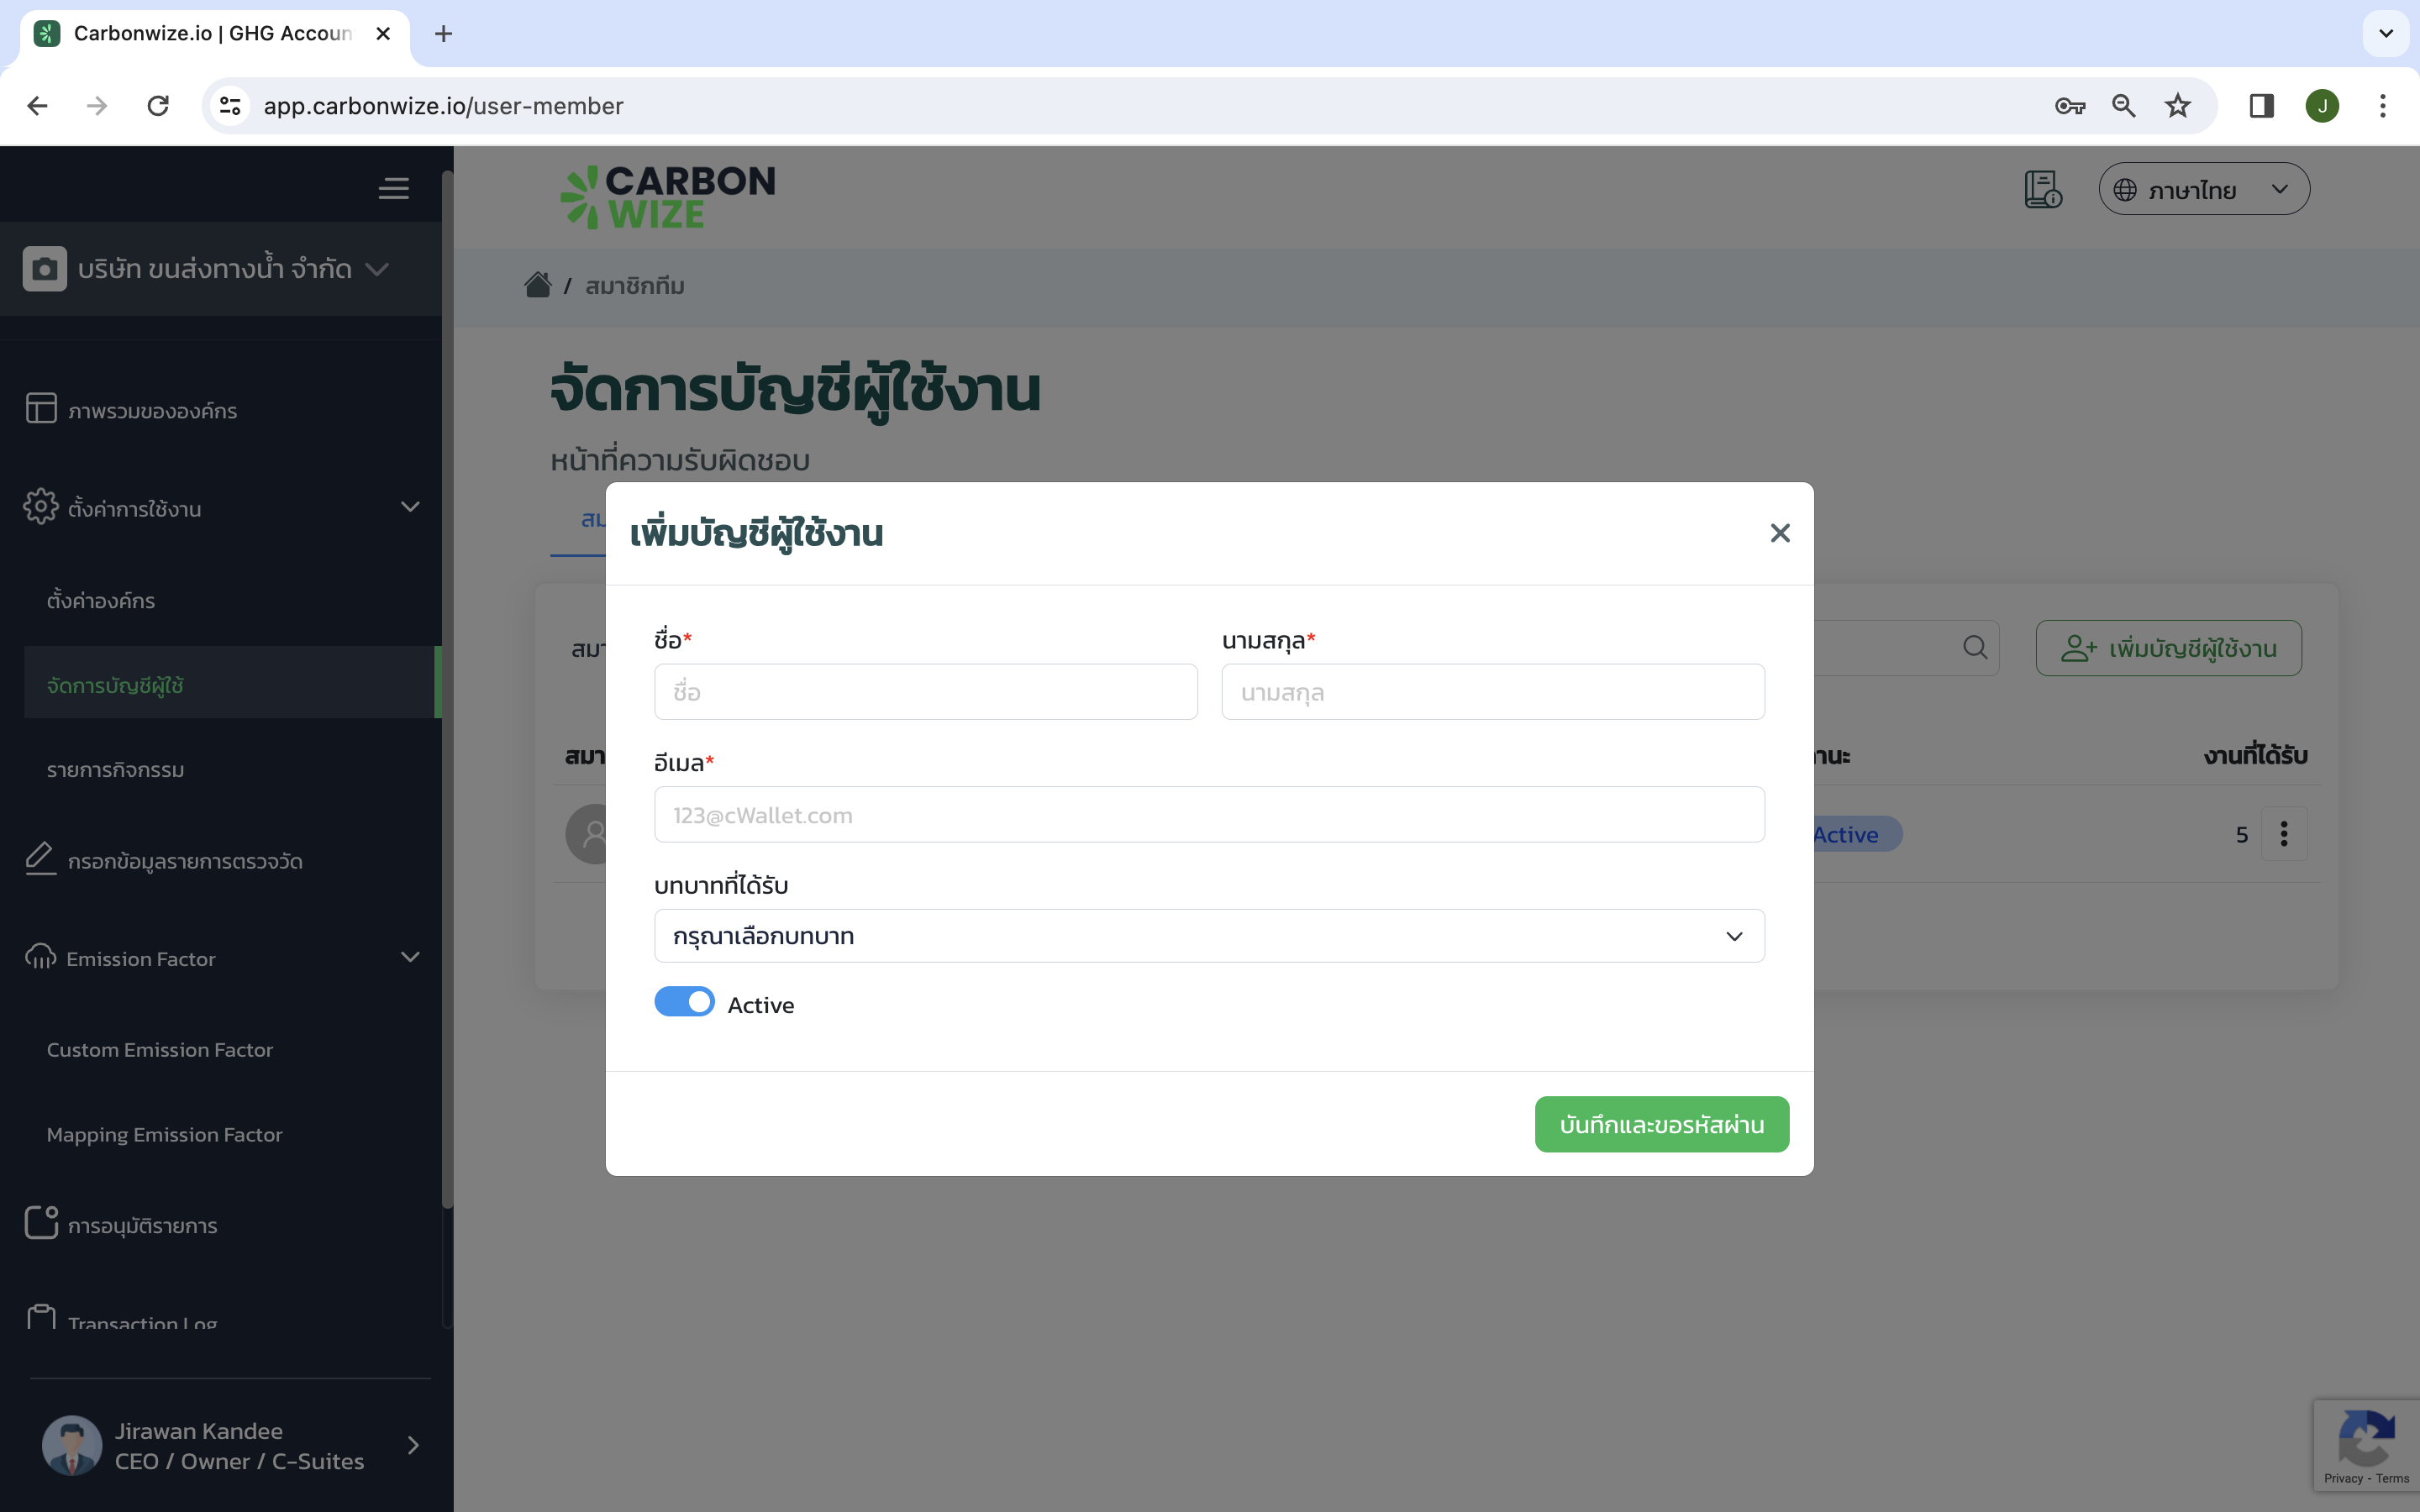 Carbonwize.io | GHG Accoun
app.carbonwize.io/user-member
J
CARBON
WIZE
ภาษาไทย
บริษัท ขนส่งทางน้ำ จำกัด
/ สมาชิกทีม
จัดการบัญชีผู้ใช้งาน
หน้าที่ความรับผิดชอบ
ภาพรวมขององค์กร
ตั้งค่าการใช้งาน
ตั้งค่าองค์กร
จัดการบัญชีผู้ใช้
รายการกิจกรรม
กรอกข้อมูลรายการตรวจวัด
Emission Factor
Custom Emission Factor
Mapping Emission Factor
การอนุมัติรายการ
Transaction Log
Jirawan Kandee
CEO / Owner / C-Suites
สม
สมา
เพิ่มบัญชีผู้ใช้งาน
สมา
านะ
งานที่ได้รับ
Active
5
เพิ่มบัญชีผู้ใช้งาน
ชื่อ*
นามสกุล*
ชื่อ
นามสกุล
อีเมล*
123@cWallet.com
บทบาทที่ได้รับ
กรุณาเลือกบทบาท
Active
บันทึกและขอรหัสผ่าน
Privacy - Terms